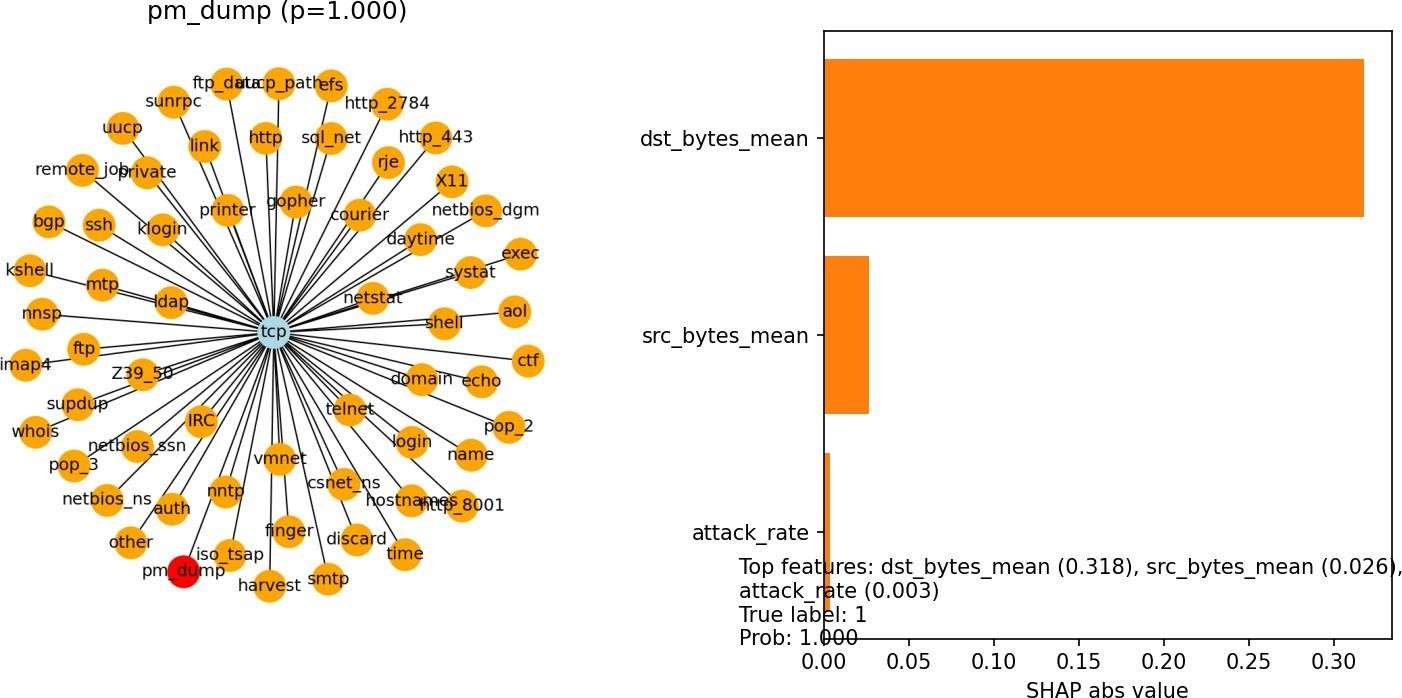 pm_dump (p=1.000)
ftp_data
uucp_path
efs
sunrpc
http_2784
uucp
link
http
sql_net
http_443
remote_job
private
rje
X11
printer
gopher
courier
netbios_dgm
bgp
ssh
klogin
daytime
exec
kshell
mtp
ldap
netstat
systat
nnsp
tcp
shell
aol
imap4
ftp
Z39_50
domain
echo
ctf
supdup
whois
IRC
telnet
pop_2
netbios_ssn
login
name
pop_3
vmnet
netbios_ns
auth
nntp
csnet_ns
hostnames
http_8001
other
finger
discard
time
pm_dump
iso_tsap
harvest
smtp
dst_bytes_mean
src_bytes_mean
attack_rate
Top features: dst_bytes_mean (0.318), src_bytes_mean (0.026),
attack_rate (0.003)
True label: 1
Prob: 1.000
0.00 0.05 0.10 0.15 0.20 0.25 0.30
SHAP abs value